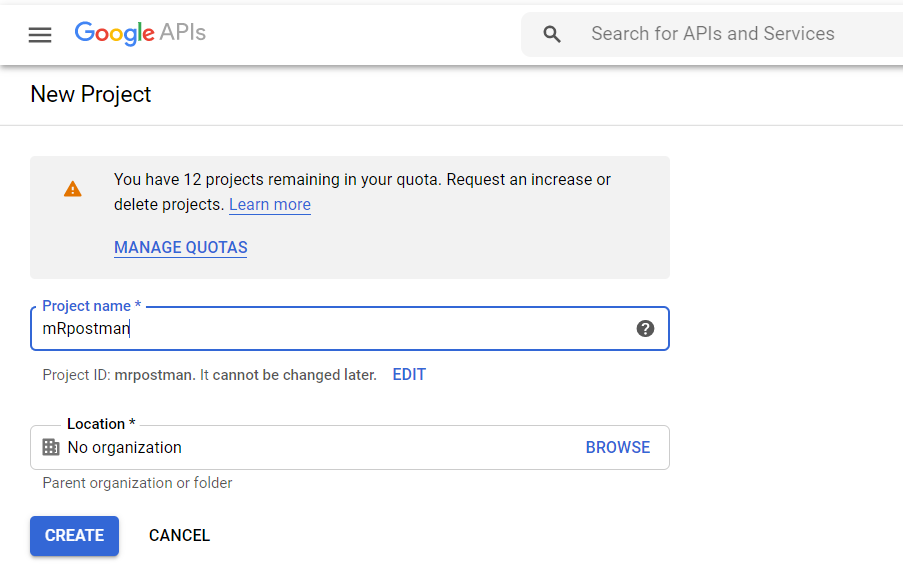 Google APIs
Search for APIs and Services
New Project
You have 12 projects remaining in your quota. Request an increase or
delete projects. Learn more
MANAGE QUOTAS
Project name *
mRpostman
Project ID: mrpostman. It cannot be changed later. EDIT
Location *
No organization
BROWSE
Parent organization or folder
CREATE
CANCEL